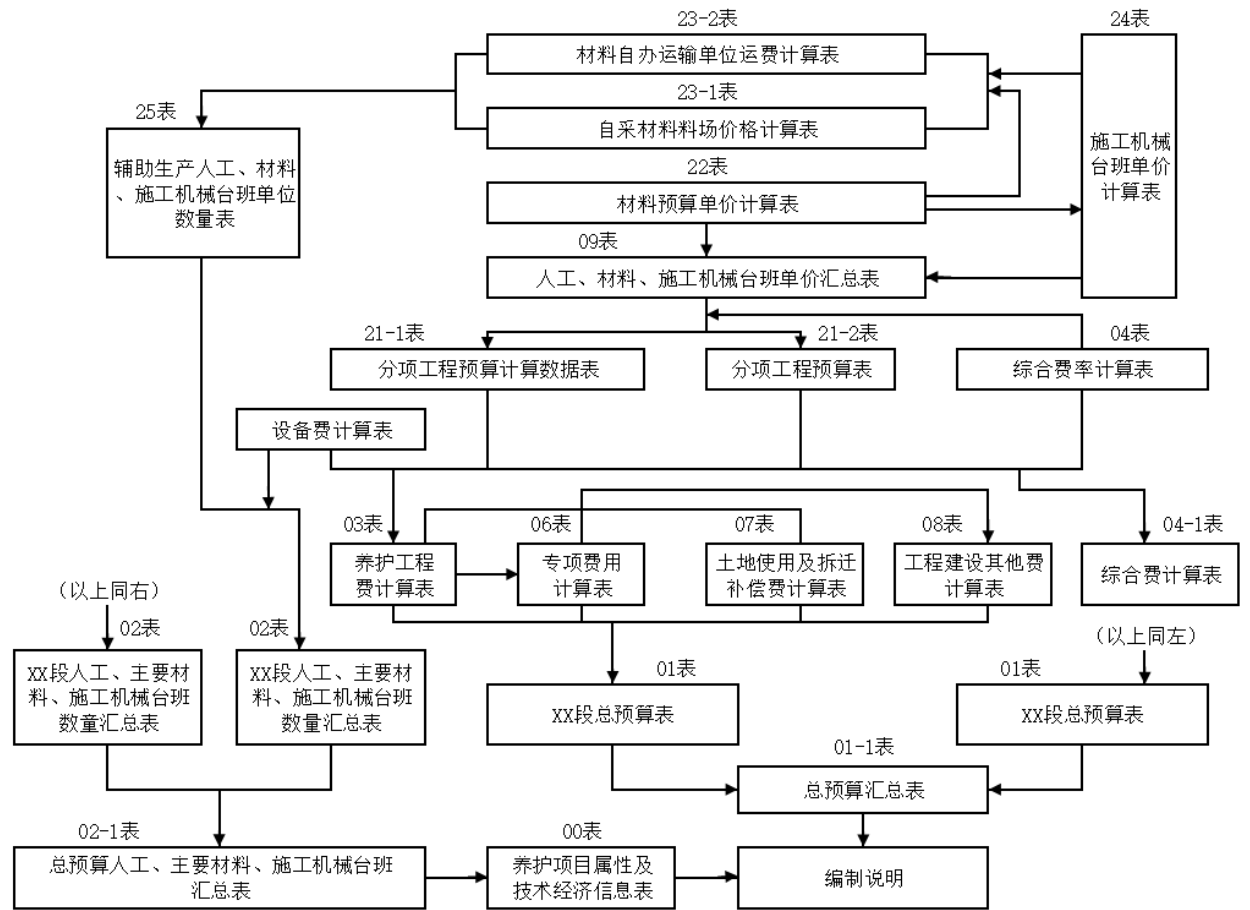 23-2表
24表
材料自办运输单位运费计算表
23-1表
25表
自采材料料场价格计算表
施工机械
台班单价
计算表
辅助生产人工、材料
、施工机械台班单位
数量表
22表
材料预算单价计算表
09表
人工、材料、施工机械台班单价汇总表
21-1表
21-2表
04表
分项工程预算计算数据表
分项工程预算表
综合费率计算表
设备费计算表
03表
06表
07表
08表
04-1表
养护工程
费计算表
专项费用
计算表
土地使用及拆迁
补偿费计算表
工程建设其他费
计算表
综合费计算表
(以上同右)
02表
02表
(以上同左)
XX段人工、主要材
料、施工机械台班
数童汇总表
XX段人工、主要材
料、施工机械台班
数量汇总表
01表
01表
XX段总预算表
XX段总预算表
01-1表
总预算汇总表
02-1表
00表
总预算人工、主要材料、施工机械台班
汇总表
养护项目属性及
技术经济信息表
编制说明